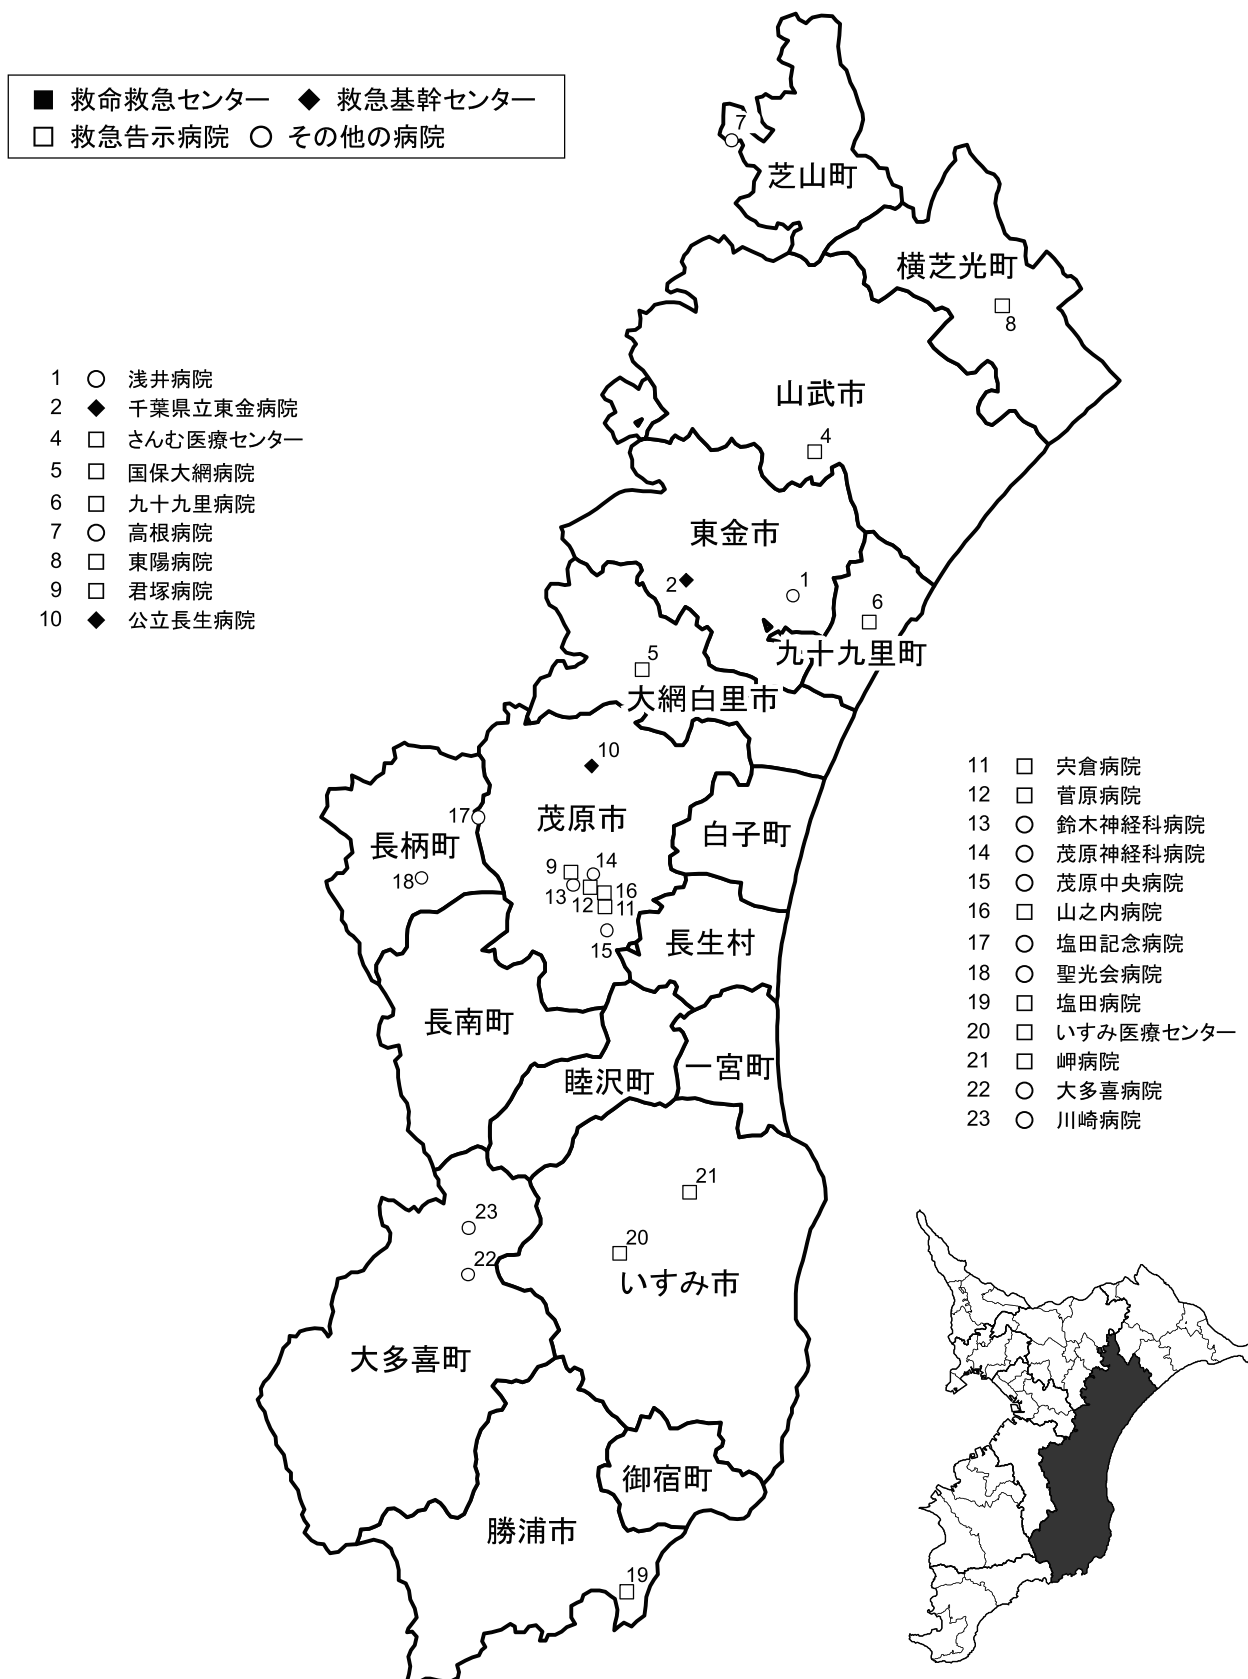 ■ 救命救急センター ◆ 救急基幹センター
□ 救急告示病院 ○ その他の病院
7
芝山町
横芝光町
8
山武市
4
東金市
2
1
6
九十九里町
5
大網白里市
10
茂原市
17
長柄町
18
白子町
9
14
13
12
16
11
15
長生村
長南町
睦沢町
一宮町
21
23
20
22
いすみ市
大多喜町
御宿町
勝浦市
19
1 ○ 浅井病院
2 ◆ 千葉県立東金病院
4 □ さんむ医療センター
5 □ 国保大網病院
6 □ 九十九里病院
7 ○ 高根病院
8 □ 東陽病院
9 □ 君塚病院
10 ◆ 公立長生病院
11 □ 宍倉病院
12 □ 菅原病院
13 ○ 鈴木神経科病院
14 ○ 茂原神経科病院
15 ○ 茂原中央病院
16 □ 山之内病院
17 ○ 塩田記念病院
18 ○ 聖光会病院
19 □ 塩田病院
20 □ いすみ医療センター
21 □ 岬病院
22 ○ 大多喜病院
23 ○ 川崎病院